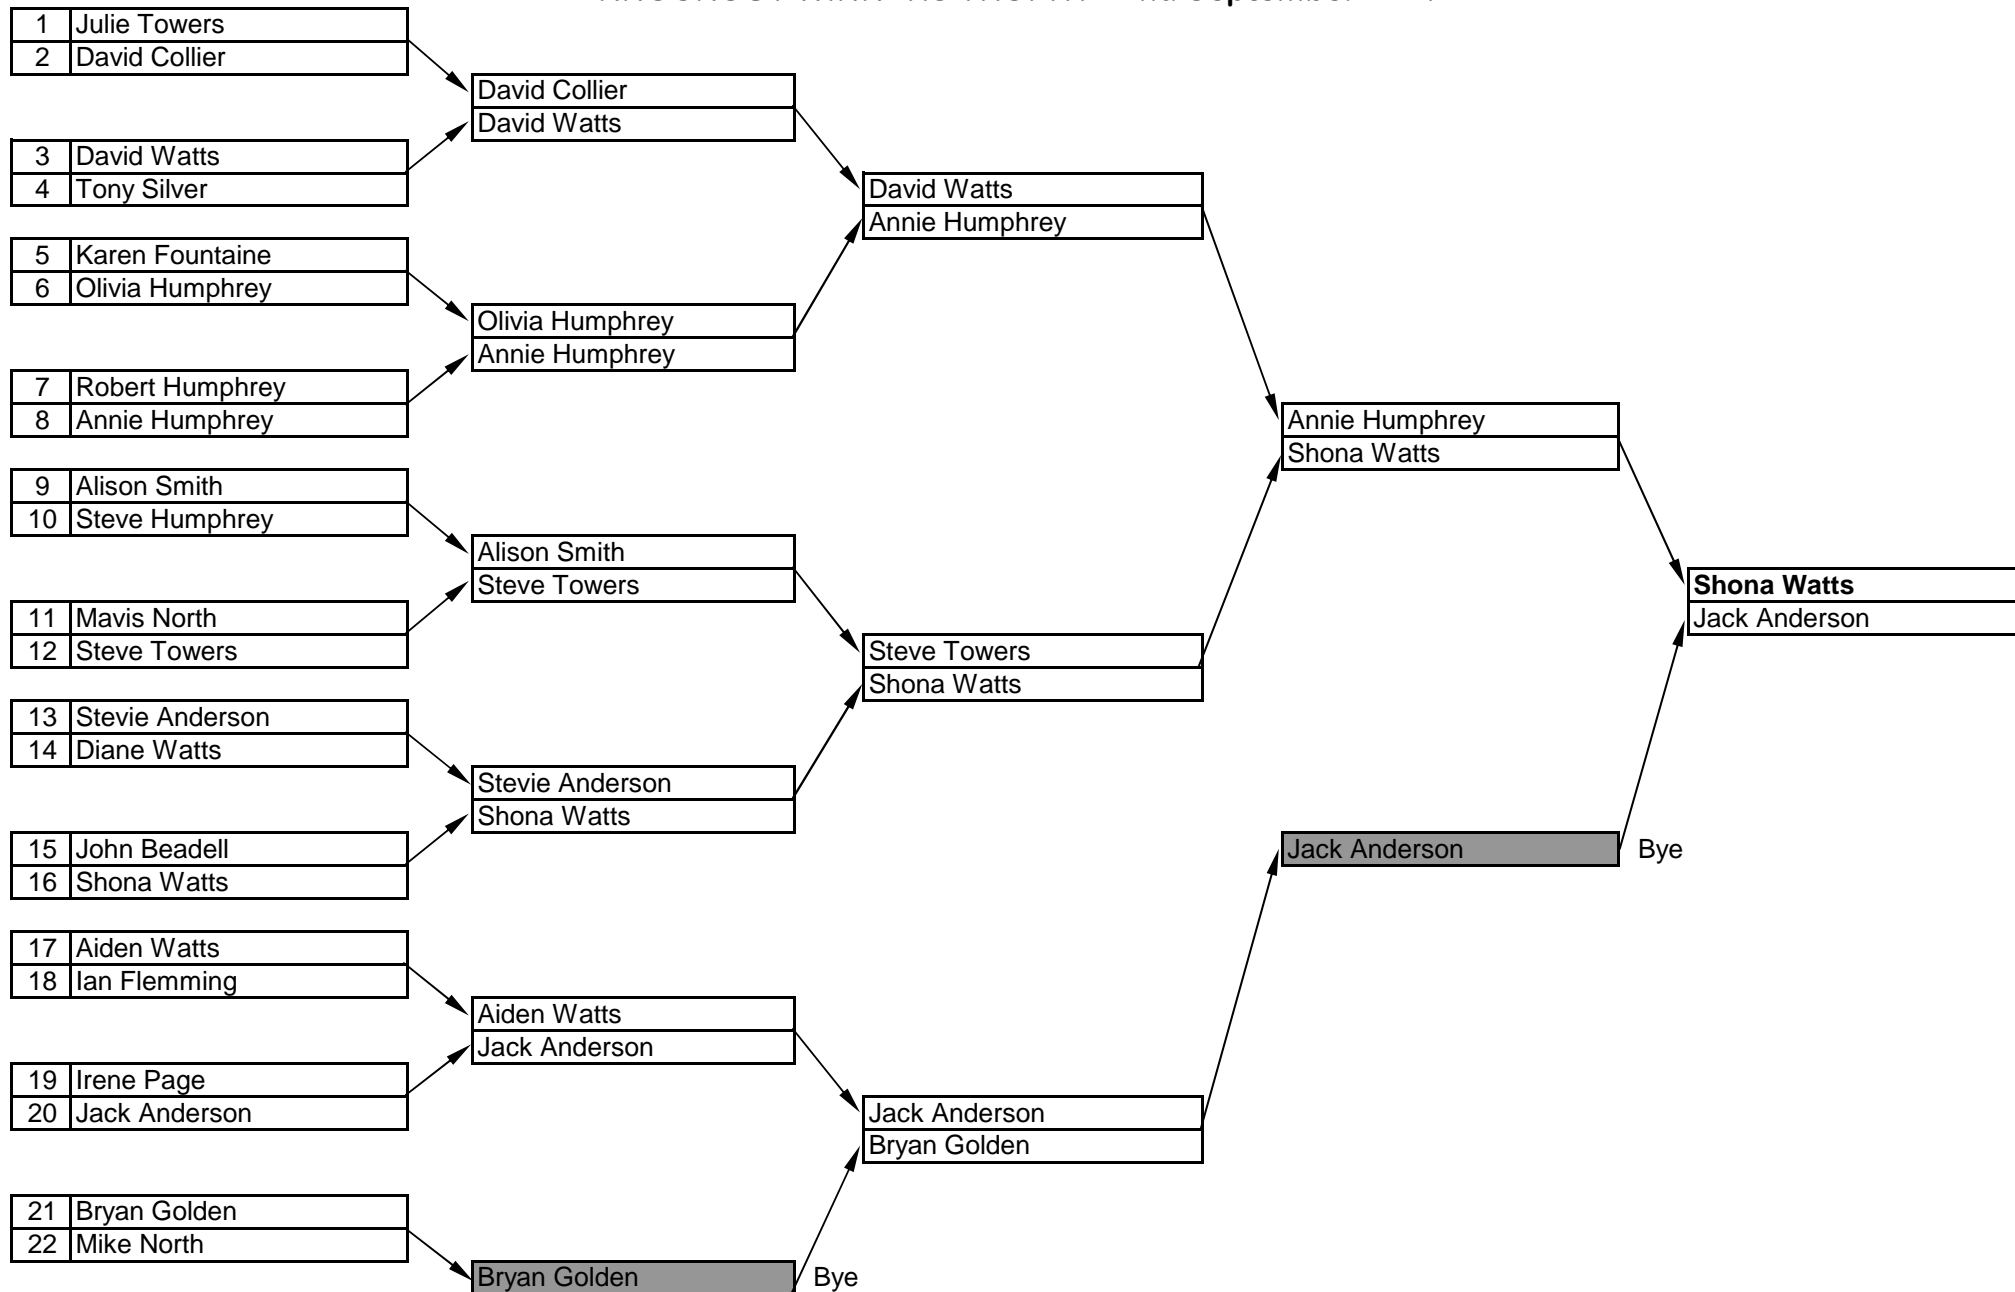 September
1 Julie Towers
2 David Collier
David Collier
David Watts
3 David Watts
4 Tony Silver
David Watts
Annie Humphrey
5 Karen Fountaine
6 Olivia Humphrey
Olivia Humphrey
Annie Humphrey
7 Robert Humphrey
8 Annie Humphrey
Annie Humphrey
Shona Watts
9 Alison Smith
10 Steve Humphrey
Alison Smith
Steve Towers
Shona Watts
Jack Anderson
11 Mavis North
12 Steve Towers
Steve Towers
Shona Watts
13 Stevie Anderson
14 Diane Watts
Stevie Anderson
Shona Watts
15 John Beadell
16 Shona Watts
Jack Anderson Bye
17 Aiden Watts
18 Ian Flemming
Aiden Watts
Jack Anderson
19 Irene Page
20 Jack Anderson
Jack Anderson
Bryan Golden
21 Bryan Golden
22 Mike North
Bryan Golden Bye